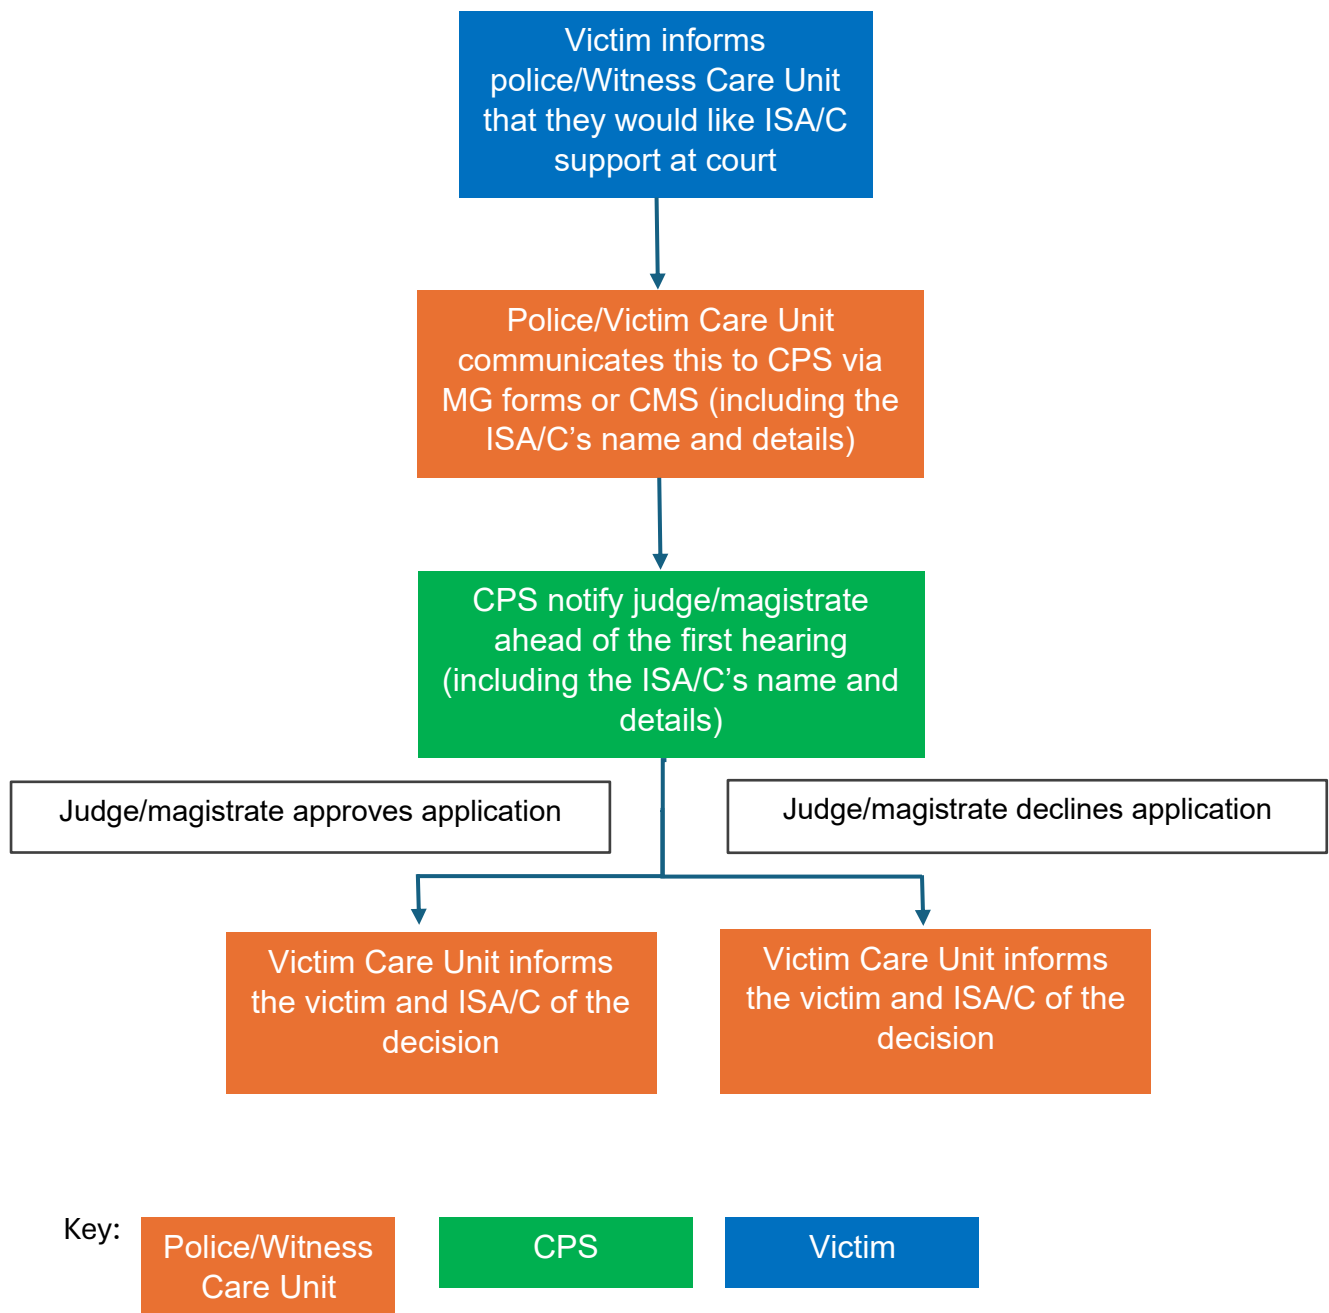 Victim informs
police/Witness Care Unit
that they would like ISA/C
support at court
Police/Victim Care Unit
communicates this to CPS via
MG forms or CMS (including the
ISA/C’s name and details)
CPS notify judge/magistrate
ahead of the first hearing
(including the ISA/C’s name and
details)
Judge/magistrate approves application
Judge/magistrate declines application
Victim Care Unit informs
the victim and ISA/C of the
decision
Victim Care Unit informs
the victim and ISA/C of the
decision
Key:
Police/Witness
Care Unit
CPS
Victim